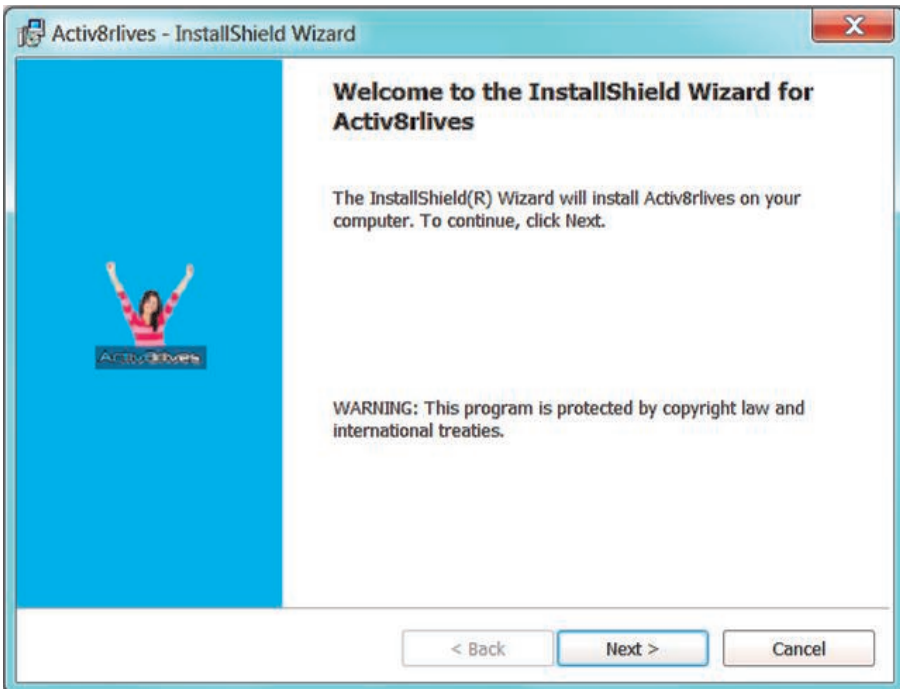 Activ8rlives - InstallShield Wizard
Welcome to the InstallShield Wizard for
Activ8rlives
The InstallShield(R) Wizard will install Activ8rlives on your
computer. To continue, click Next.
Activ8rlives
WARNING: This program is protected by copyright law and
international treaties.
< Back
Next >
Cancel